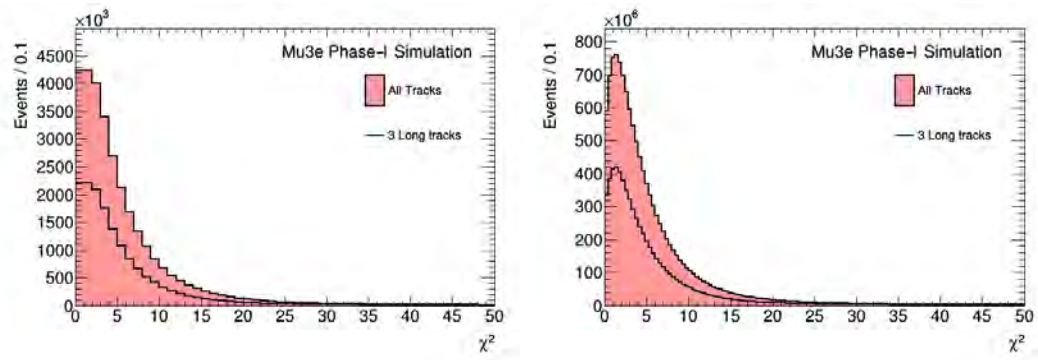 ×10³
Events / 0.1
4500
4000
3500
3000
2500
2000
1500
1000
500
0
0 5 10 15 20 25 30 35 40 45 50
χ²
Mu3e Phase-I Simulation
All Tracks
3 Long tracks
×10⁶
Events / 0.1
800
700
600
500
400
300
200
100
0
0 5 10 15 20 25 30 35 40 45 50
χ²
Mu3e Phase-I Simulation
All Tracks
3 Long tracks